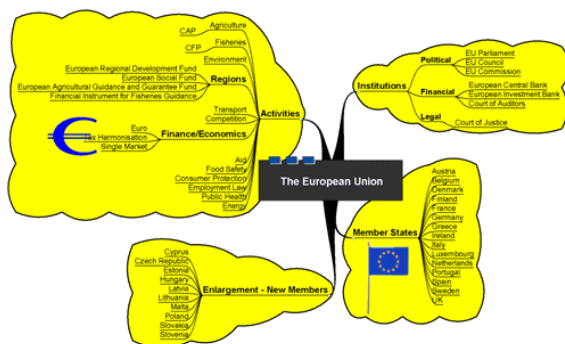 The European Union
Activities
Agriculture
CAP
Fisheries
CFP
Environment
Regions
European Regional Development Fund
European Social Fund
European Agricultural Guidance and Guarantee Fund
Financial Instrument for Fisheries Guidance
Transport
Competition
Finance/Economics
Euro
Tax Harmonisation
Single Market
Aid
Food Safety
Consumer Protection
Employment Law
Public Health
Energy
Institutions
Political
EU Parliament
EU Council
EU Commission
Financial
European Central Bank
European Investment Bank
Court of Auditors
Legal
Court of Justice
Member States
Austria
Belgium
Denmark
Finland
France
Germany
Greece
Ireland
Italy
Luxembourg
Netherlands
Portugal
Spain
Sweden
UK
Enlargement - New Members
Cyprus
Czech Republic
Estonia
Hungary
Latvia
Lithuania
Malta
Poland
Slovakia
Slovenia